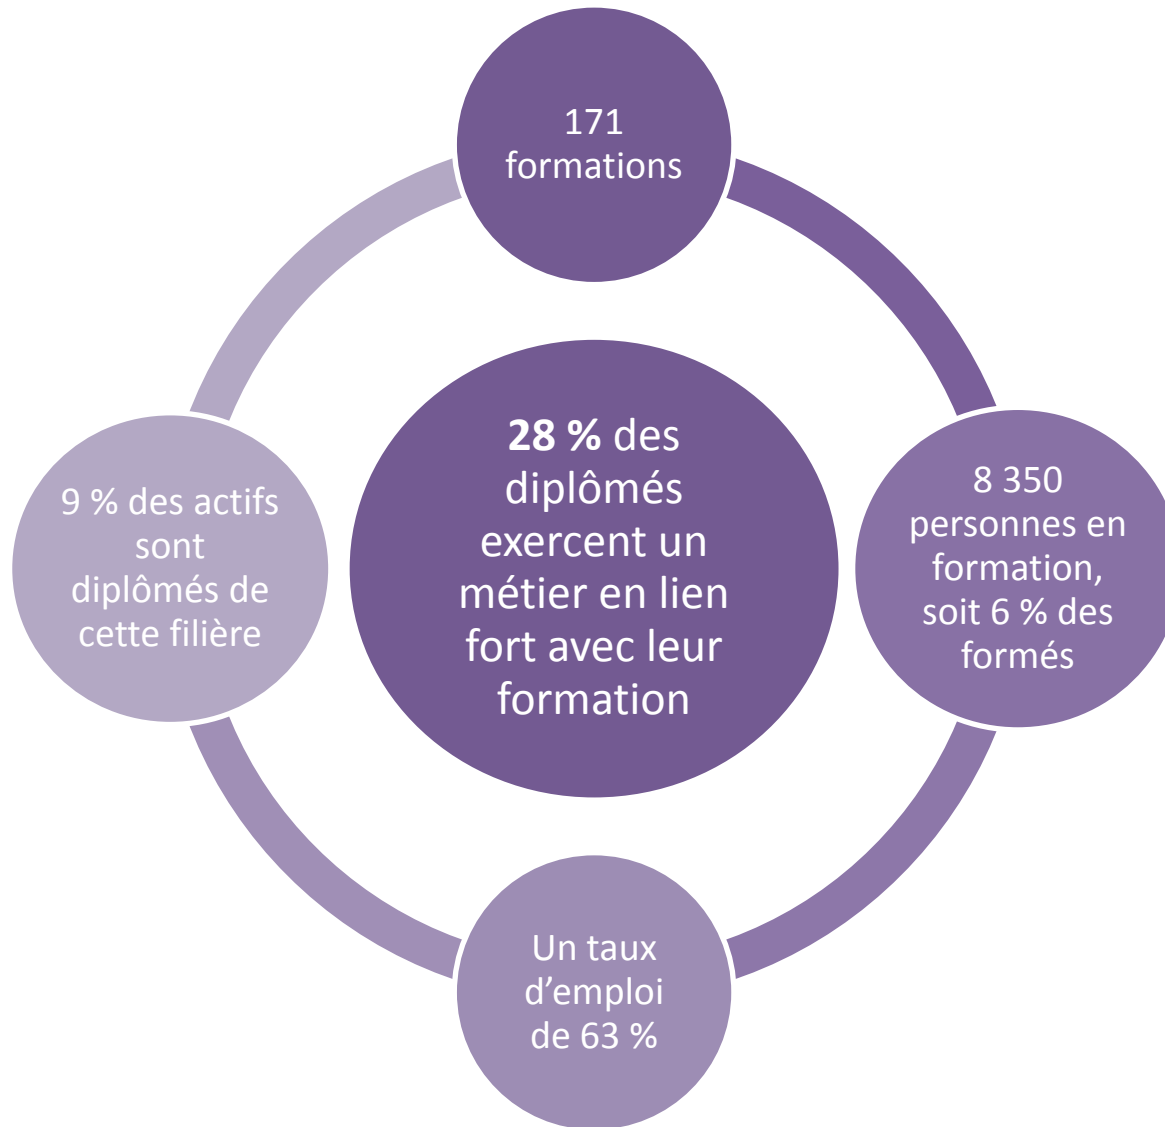 171
formations
28 % des
diplômés
exercent un
métier en lien
fort avec leur
formation
8 350
personnes en
formation,
soit 6 % des
formés
Un taux
d’emploi
de 63 %
9 % des actifs
sont
diplômés de
cette filière